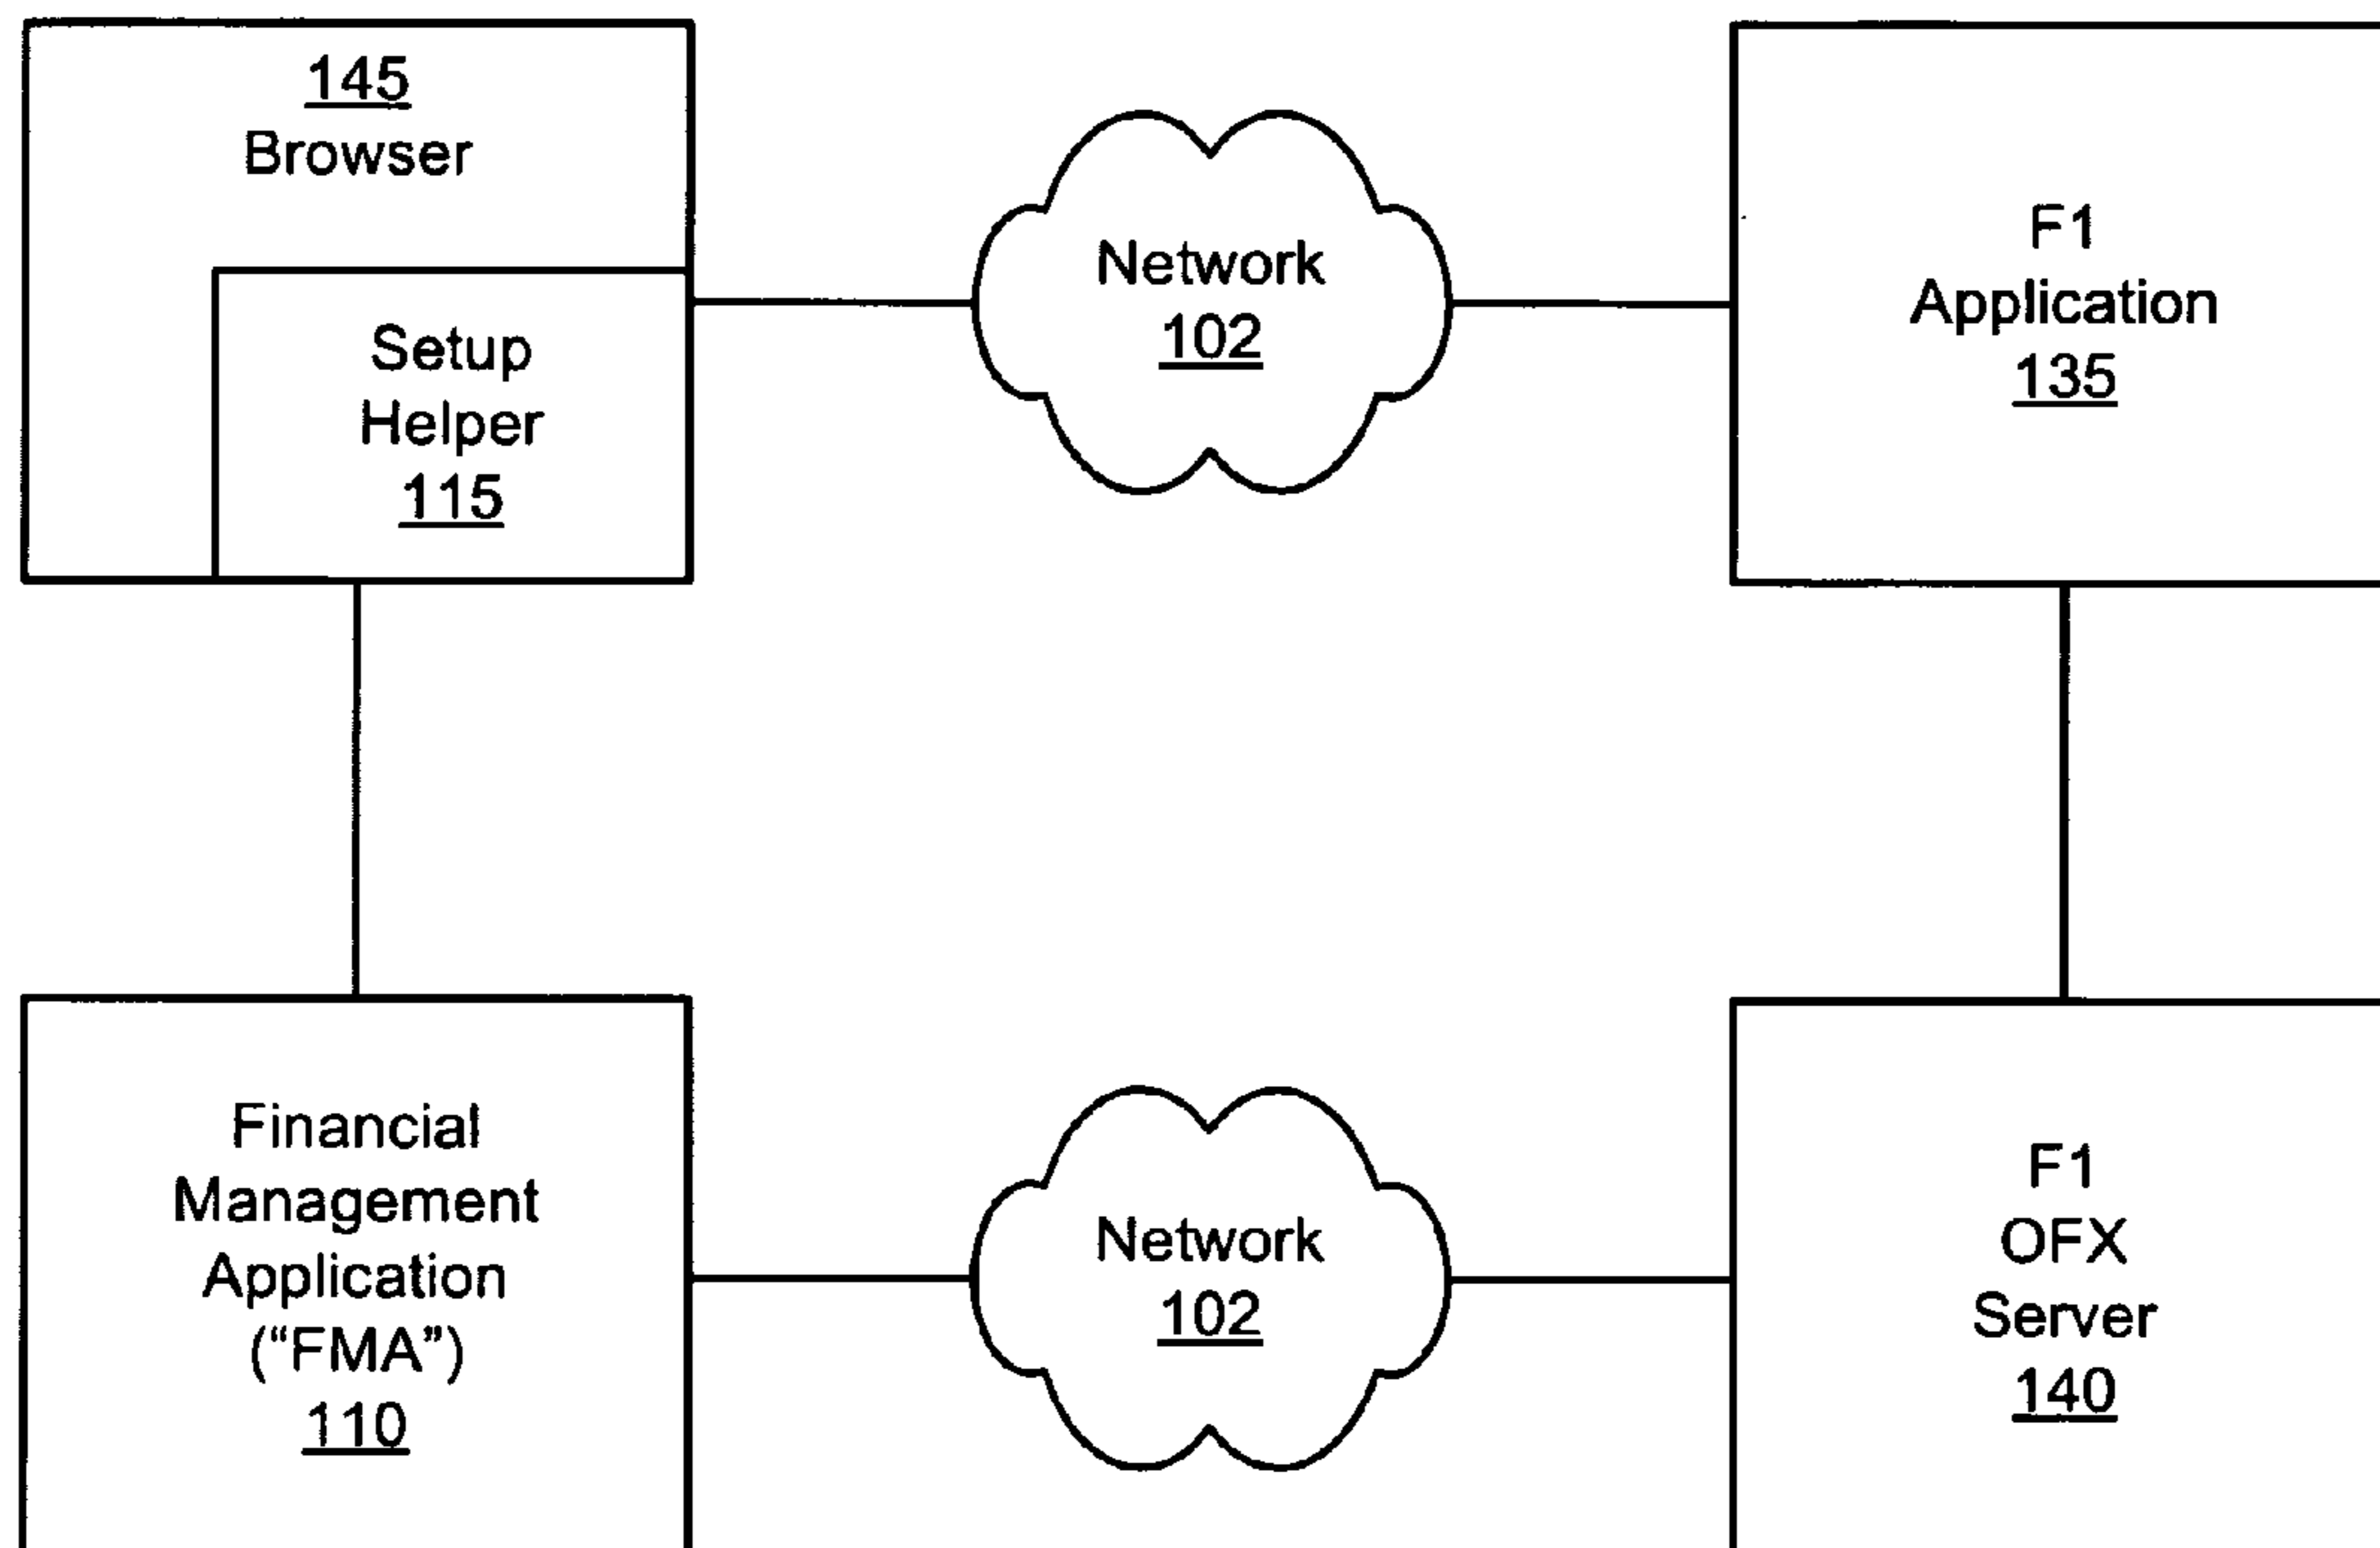 145
Browser
Setup
Helper
115
Network
102
F1
Application
135
Financial
Management
Application
(“FMA”)
110
Network
102
F1
OFX
Server
140